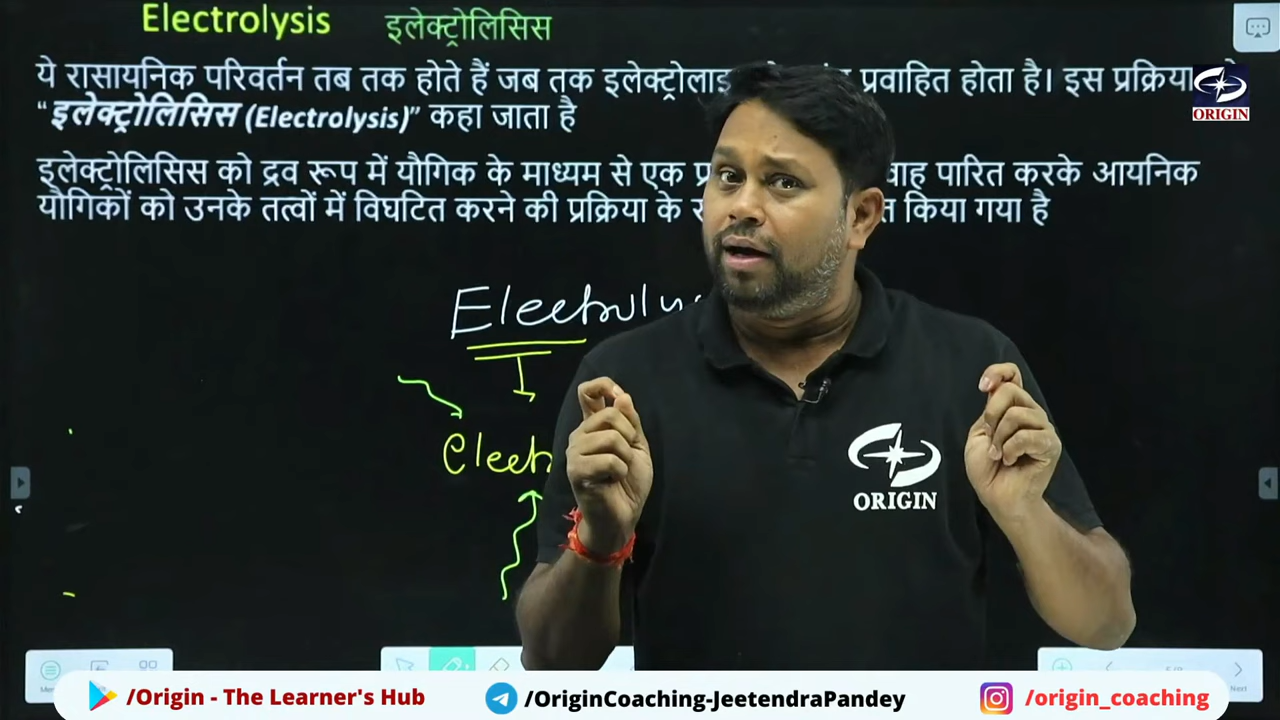 Electrolysis इलेक्ट्रोलिसिस
ये रासायनिक परिवर्तन तब तक होते हैं जब तक प्रवाहित होता है। इस प्रक्रिया
ORIGIN
“इलेक्ट्रोलिसिस (Electrolysis)” कहा जाता है
इलेक्ट्रोलिसिस को द्रव रूप में यौगिक के माध्यम से एक पारित करके आयनिक
यौगिकों को उनके तत्वों में विघटित करने की प्रक्रिया के किया गया है
ORIGIN
Next
/Origin - The Learner's Hub
/OriginCoaching-JeetendraPandey
/origin_coaching